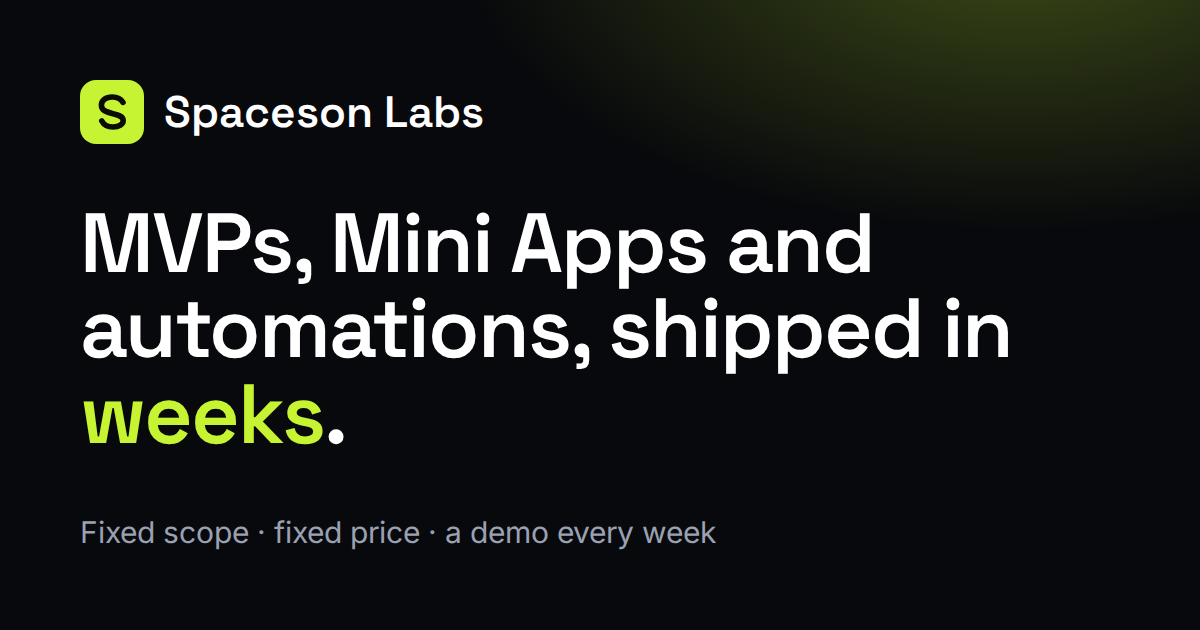 S Spaceson Labs
MVPs, Mini Apps and
automations, shipped in
weeks.
Fixed scope · fixed price · a demo every week